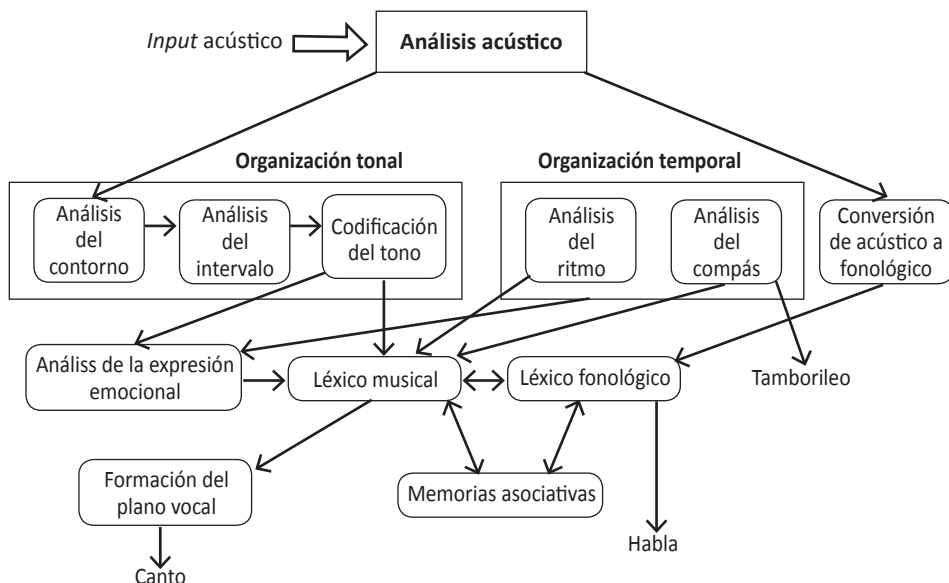 Input acústico
Análisis acústico
Organización tonal
Organización temporal
Análisis
del
contorno
Análisis
del
intervalo
Codificación
del tono
Análisis
del
ritmo
Análisis
del
compás
Conversión
de acústico a
fonológico
Análiss de la expresión
emocional
Léxico musical
Léxico fonológico
Tamborileo
Formación del
plano vocal
Memorias asociativas
Habla
Canto